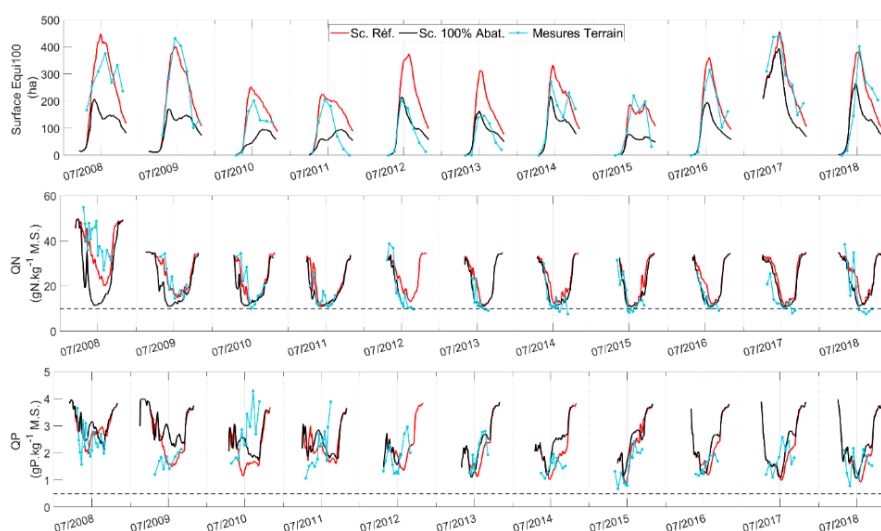 Sc. Réf. Sc. 100% Abat. Mesures Terrain
Surface Equi100
(ha)
500
400
300
200
100
0
07/2008 07/2009 07/2010 07/2011 07/2012 07/2013 07/2014 07/2015 07/2016 07/2017 07/2018
QN
(gN.kg⁻¹ M.S.)
60
40
20
0
07/2008 07/2009 07/2010 07/2011 07/2012 07/2013 07/2014 07/2015 07/2016 07/2017 07/2018
QP
(gP.kg⁻¹ M.S.)
5
4
3
2
1
0
07/2008 07/2009 07/2010 07/2011 07/2012 07/2013 07/2014 07/2015 07/2016 07/2017 07/2018